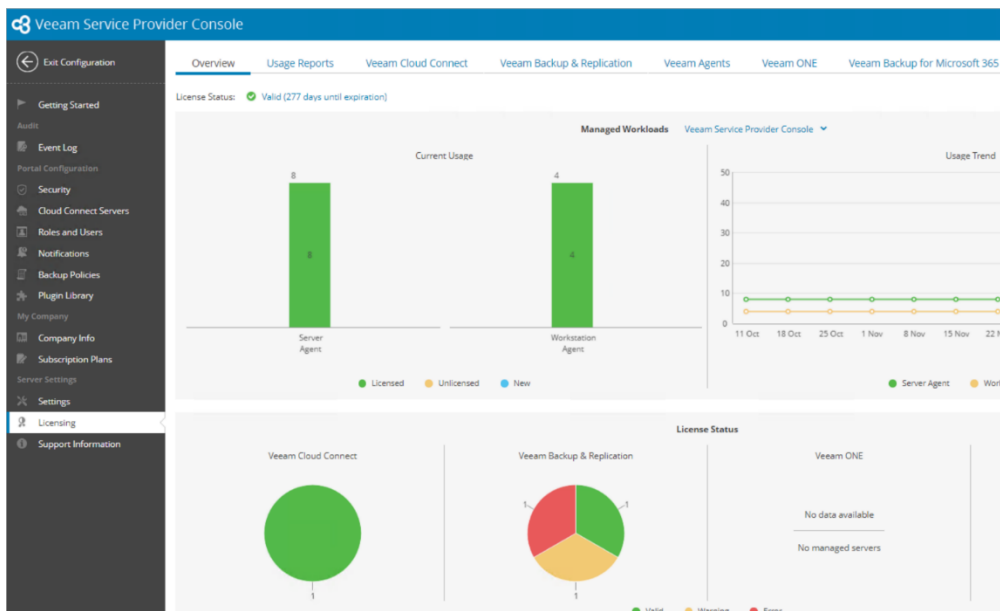 Veeam Service Provider Console
Exit Configuration
Getting Started
Audit
Event Log
Portal Configuration
Security
Cloud Connect Servers
Roles and Users
Notifications
Backup Policies
Plugin Library
My Company
Company Info
Subscription Plans
Server Settings
Settings
Licensing
Support Information
Overview Usage Reports Veeam Cloud Connect Veeam Backup & Replication Veeam Agents Veeam ONE Veeam Backup for Microsoft 365
License Status: Valid (277 days until expiration)
Managed Workloads Veeam Service Provider Console
Current Usage
8
8
Server
Agent
4
4
Workstation
Agent
Licensed Unlicensed New
Usage Trend
50
40
30
20
10
0
11 Oct 18 Oct 25 Oct 1 Nov 8 Nov 15 Nov 22
Server Agent
License Status
Veeam Cloud Connect
1
Veeam Backup & Replication
1
1
1
Veeam ONE
No data available
No managed servers
Valid Warning Error